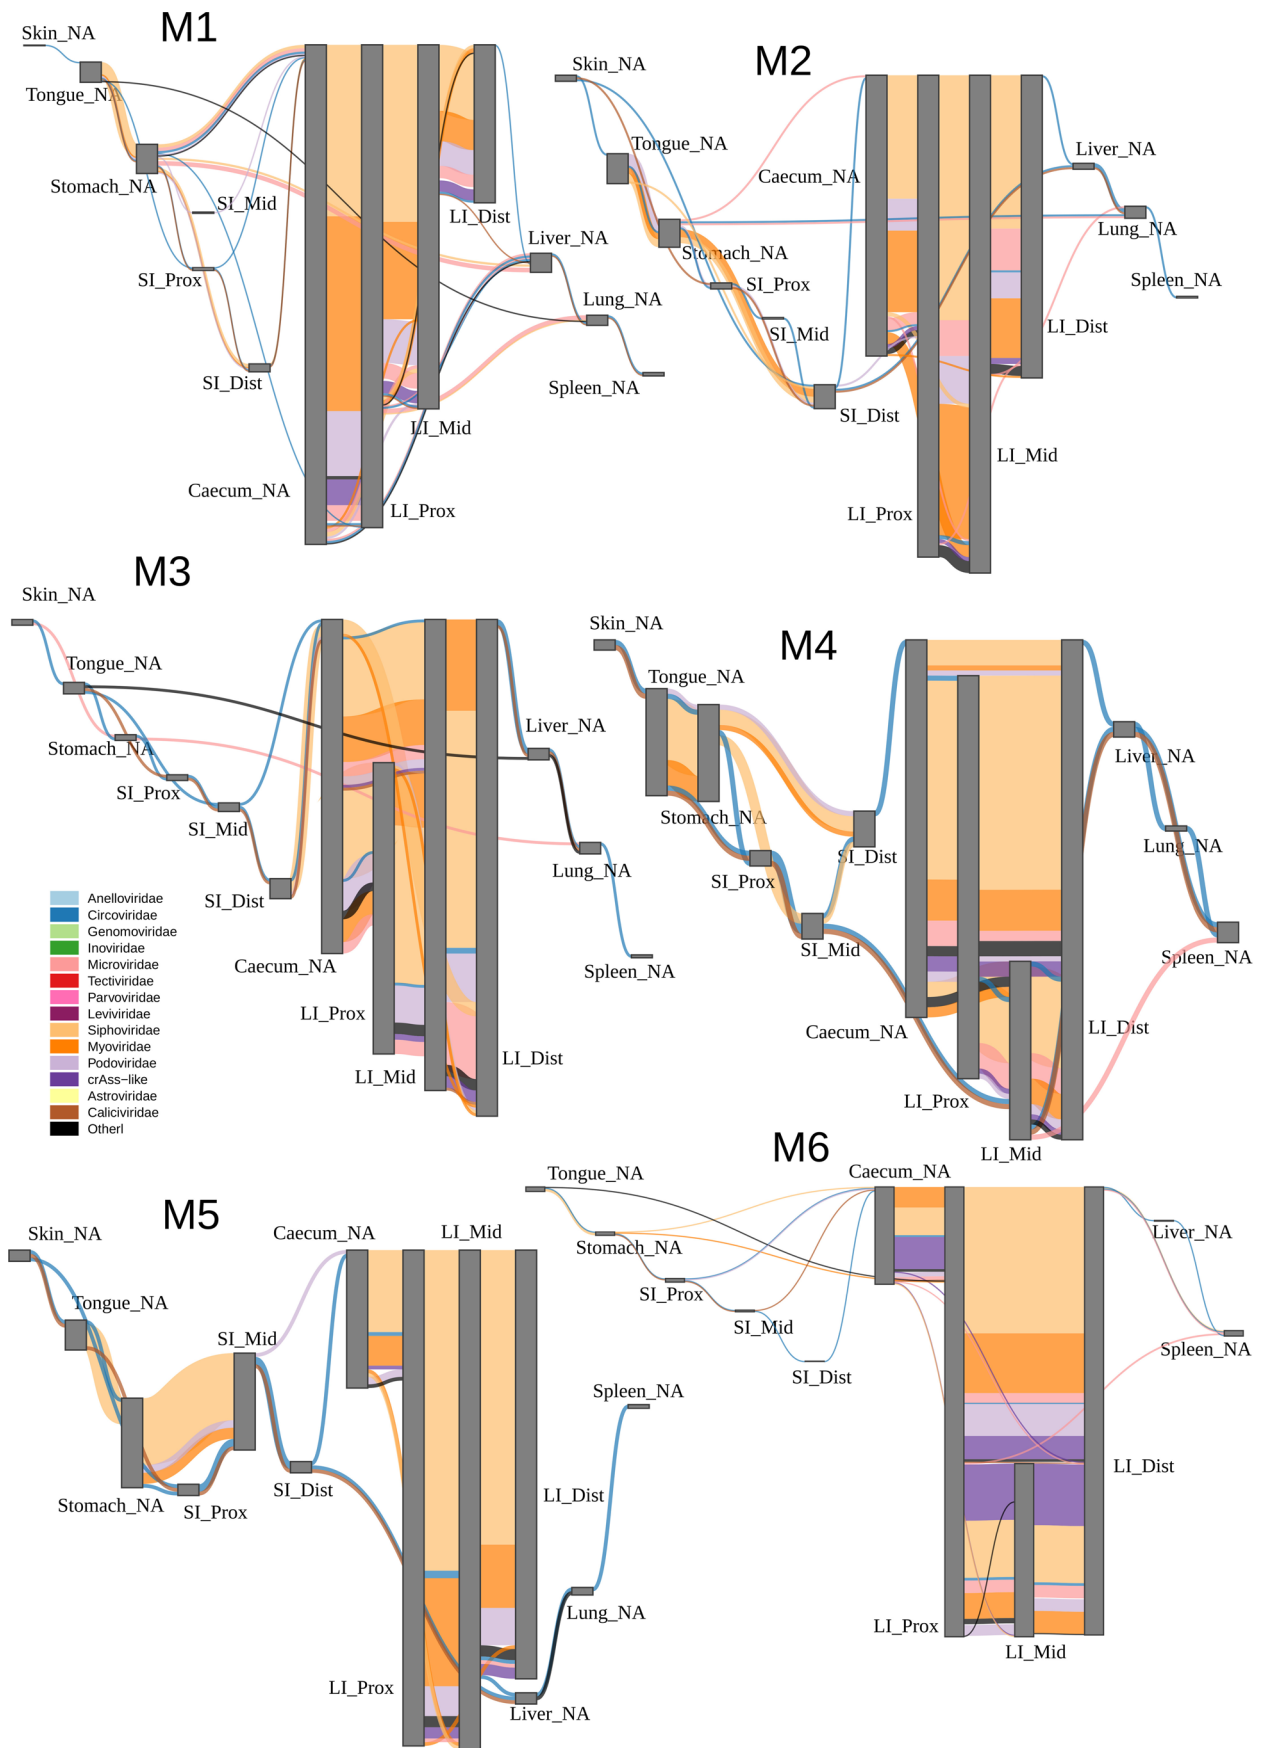 M1
Skin_NA
Tongue_NA
Stomach_NA
SI_Mid
SI_Prox
SI_Dist
Caecum_NA
LI_Prox
LI_Mid
LI_Dist
Liver_NA
Lung_NA
Spleen_NA
M2
Skin_NA
Tongue_NA
Stomach_NA
SI_Prox
SI_Mid
SI_Dist
Caecum_NA
LI_Prox
LI_Mid
LI_Dist
Liver_NA
Lung_NA
Spleen_NA
M3
Skin_NA
Tongue_NA
Stomach_NA
SI_Prox
SI_Mid
SI_Dist
Caecum_NA
LI_Prox
LI_Mid
LI_Dist
Liver_NA
Lung_NA
Spleen_NA
M4
Skin_NA
Tongue_NA
Stomach_NA
SI_Prox
SI_Mid
SI_Dist
Caecum_NA
LI_Prox
LI_Mid
LI_Dist
Liver_NA
Lung_NA
Spleen_NA
Anelloviridae
Circoviridae
Genomoviridae
Inoviridae
Microviridae
Tectiviridae
Parvoviridae
Leviviridae
Siphoviridae
Myoviridae
Podoviridae
crAss−like
Astroviridae
Caliciviridae
Otherl
M5
Skin_NA
Tongue_NA
Stomach_NA
SI_Prox
SI_Mid
SI_Dist
Caecum_NA
LI_Prox
LI_Mid
LI_Dist
Liver_NA
Lung_NA
Spleen_NA
M6
Tongue_NA
Stomach_NA
SI_Prox
SI_Mid
SI_Dist
Caecum_NA
LI_Prox
LI_Mid
LI_Dist
Liver_NA
Spleen_NA